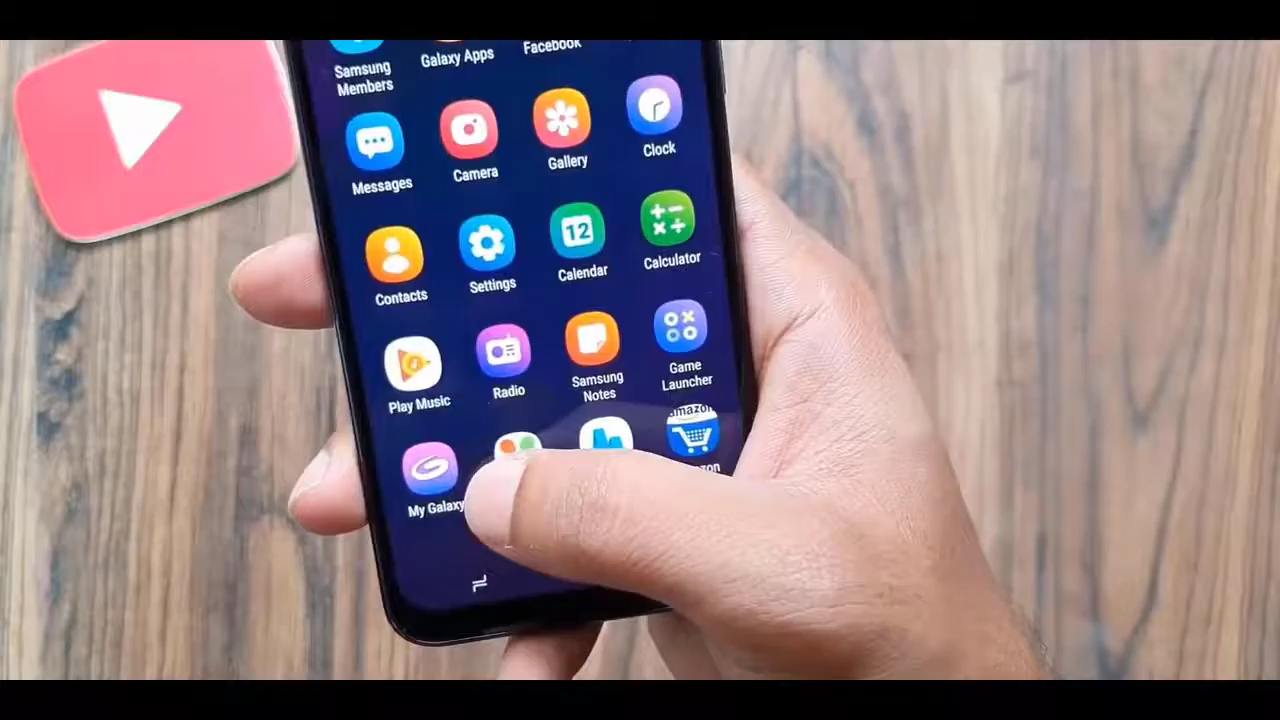 Samsung
Members
Galaxy Apps
Facebook
Messages
Camera
Gallery
Clock
Contacts
Settings
12
Calendar
Calculator
Play Music
Radio
Samsung
Notes
Game
Launcher
My Galaxy
amazon